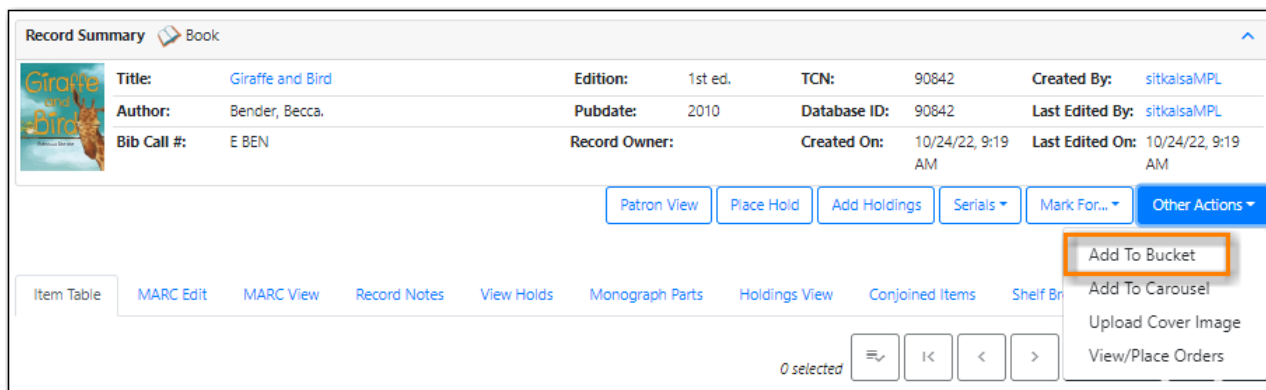 Record Summary Book
Giraffe
and
Bird
Title: Giraffe and Bird Edition: 1st ed. TCN: 90842 Created By: sitkalsaMPL
Author: Bender, Becca. Pubdate: 2010 Database ID: 90842 Last Edited By: sitkalsaMPL
Bib Call #: E BEN Record Owner: Created On: 10/24/22, 9:19 AM Last Edited On: 10/24/22, 9:19 AM
Patron View Place Hold Add Holdings Serials Mark For... Other Actions
Add To Bucket
Add To Carousel
Upload Cover Image
View/Place Orders
Item Table MARC Edit MARC View Record Notes View Holds Monograph Parts Holdings View Conjoined Items Shelf Br
0 selected